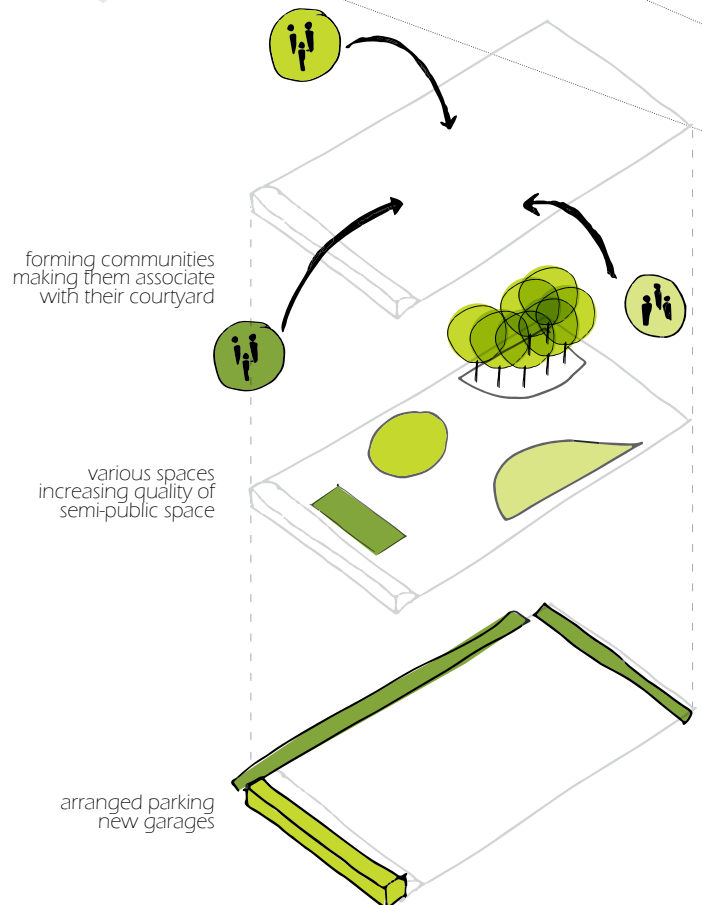 forming communities
making them associate
with their courtyard
various spaces
increasing quality of
semi-public space
arranged parking
new garages